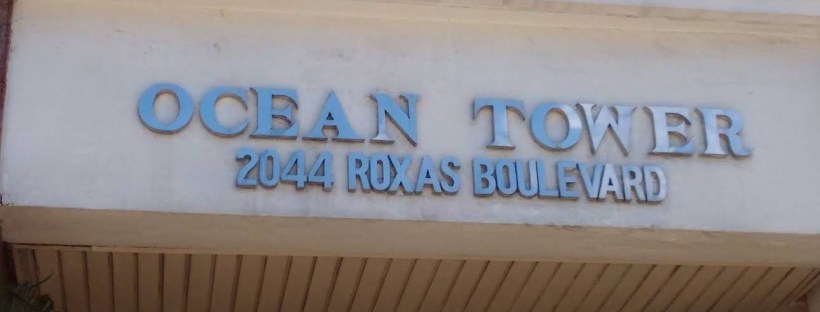 OCEAN TOWER
2044 ROXAS BOULEVARD